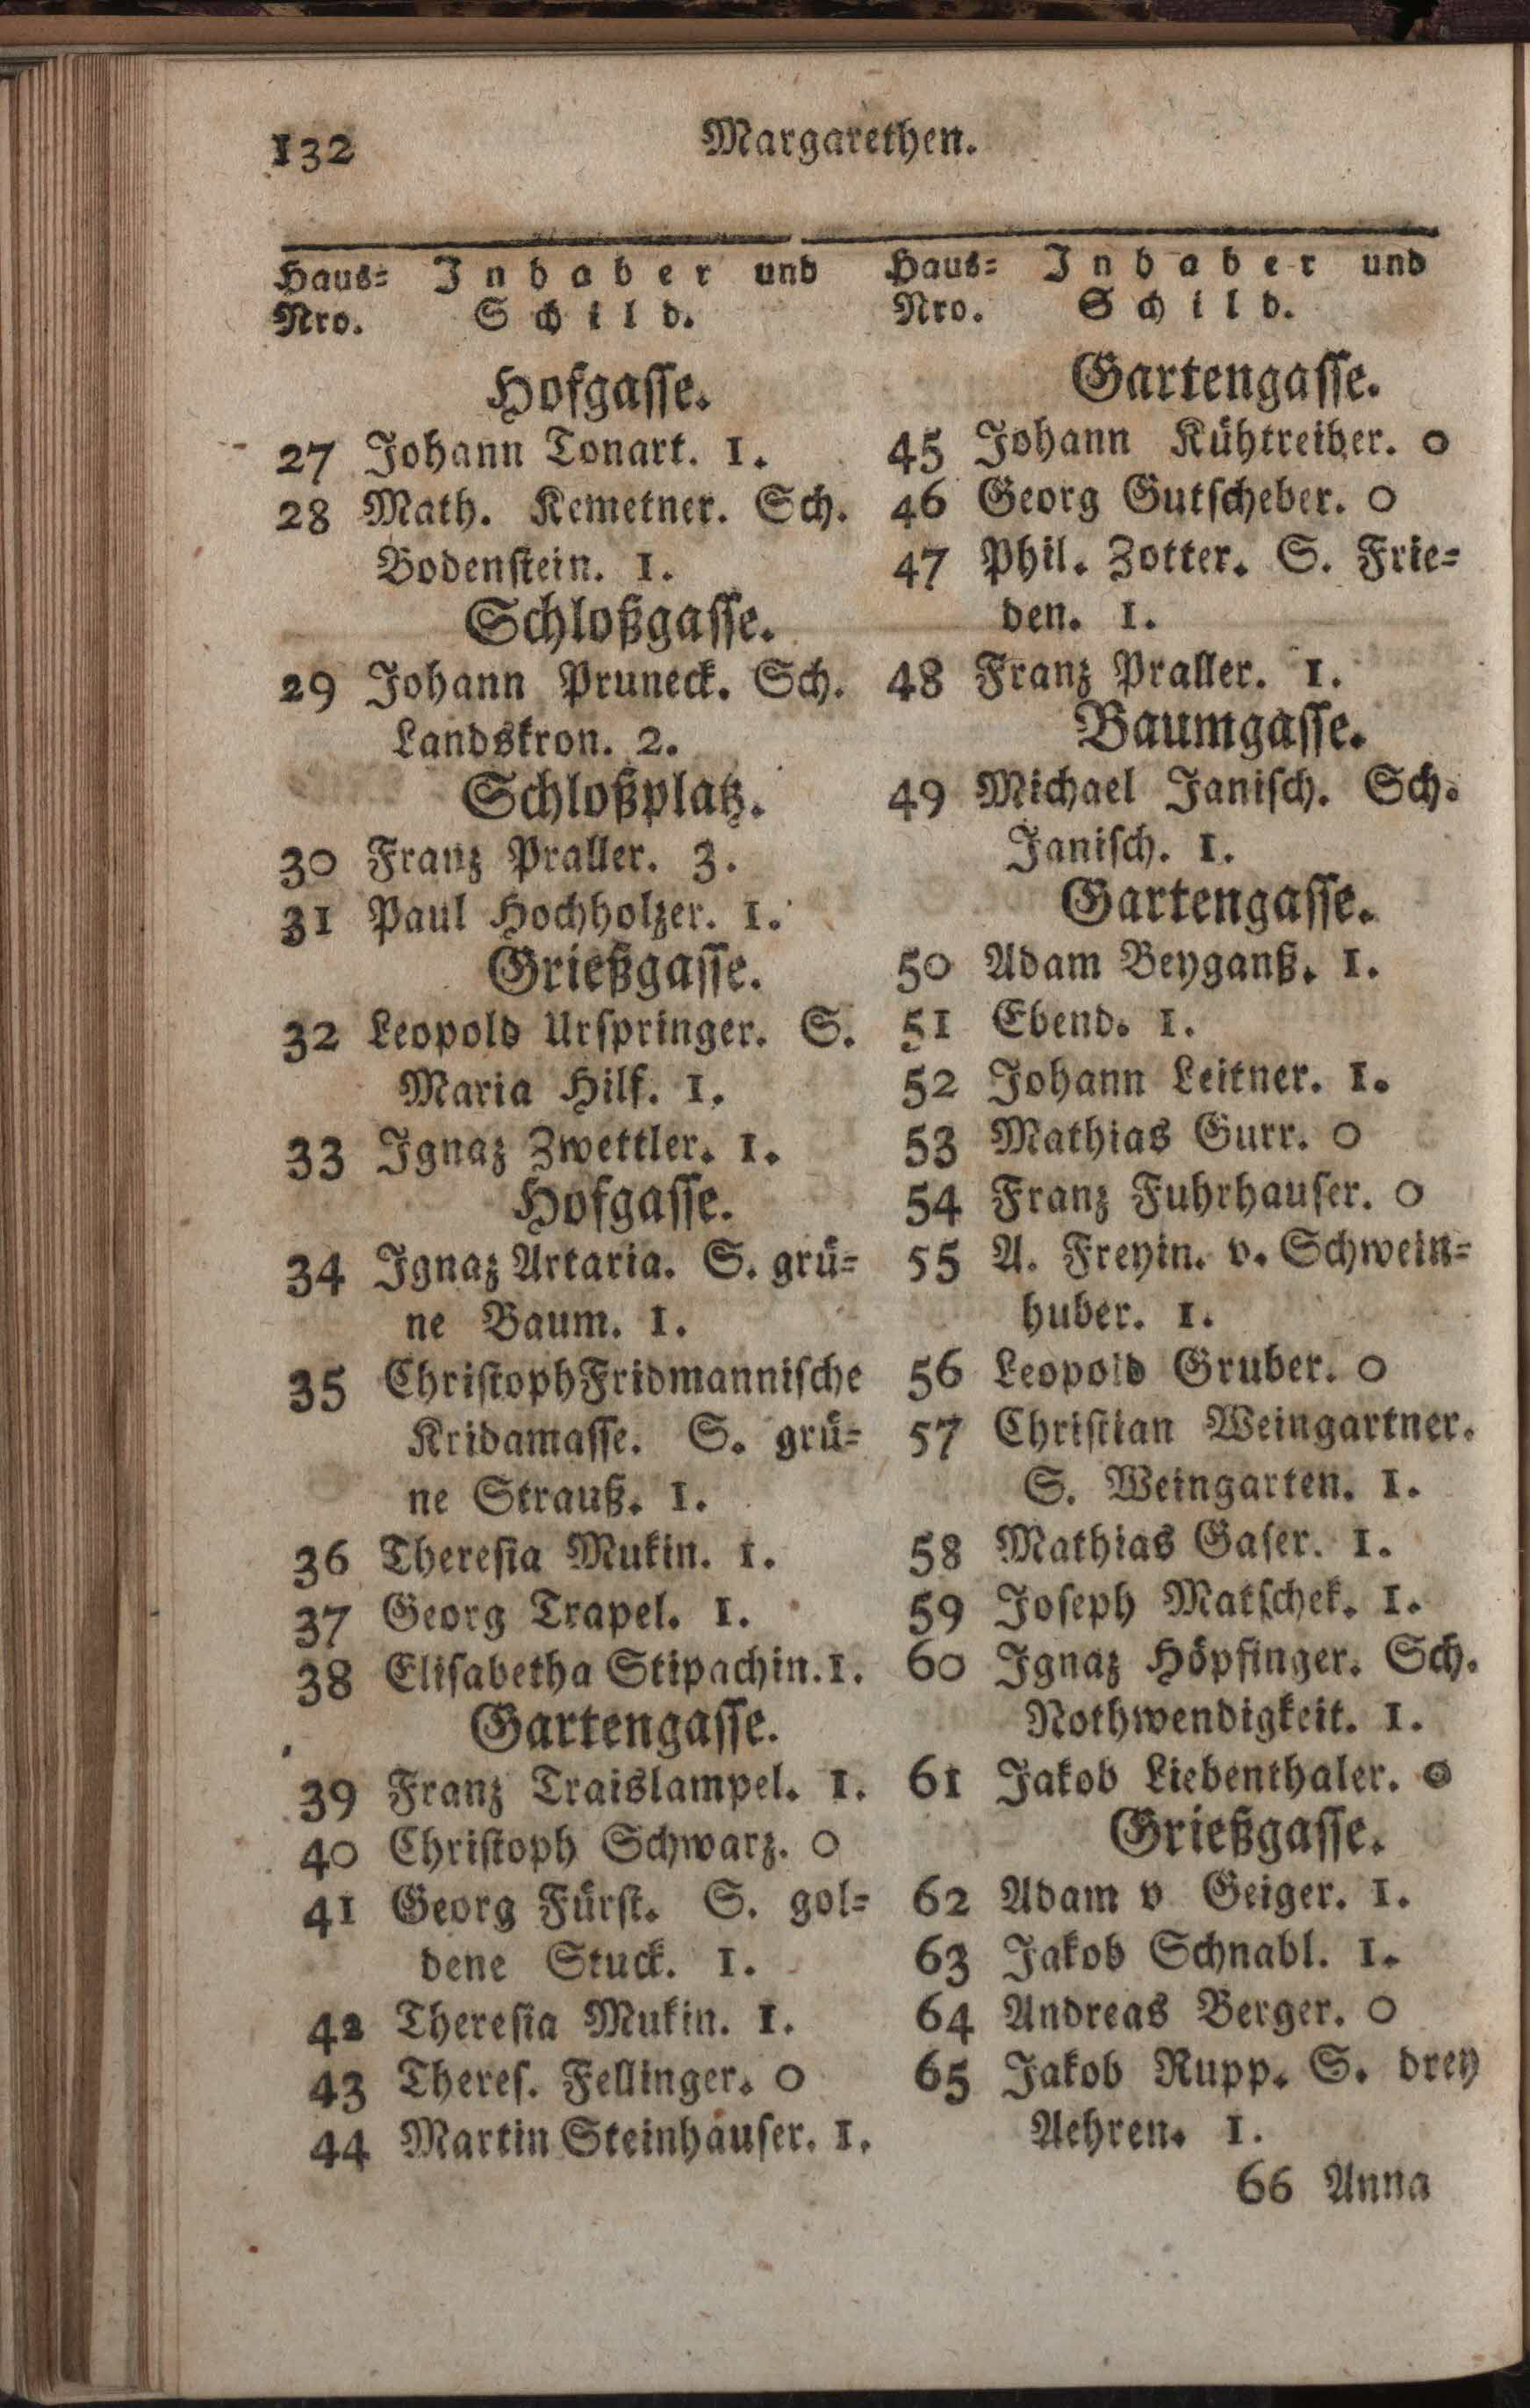 132
Margarethen.
Haus= Inhaber und
Nro. Schild.
Hofgasse.
27 Johann Tonart. 1.
28 Math. Kemetner. Sch.
Bodenstein. 1.
Schloßgasse.
29 Johann Pruneck. Sch.
Landskron. 2.
Schloßplatz.
30 Franz Praller. 3.
31 Paul Hochholzer. 1.
Grießgasse.
32 Leopold Urspringer. S.
Maria Hilf. 1.
33 Ignaz Zwettler. 1.
Hofgasse.
34 Ignaz Artaria. S. grü=
ne Baum. 1.
35 Christoph Fridmannische
Kridamasse. S. grü=
ne Strauß. 1.
36 Theresia Mukin. 1.
37 Georg Trapel. 1.
38 Elisabetha Stipachin. 1.
Gartengasse.
39 Franz Traislampel. 1.
40 Christoph Schwarz. 0
41 Georg Fürst. S. gol=
dene Stuck. 1.
42 Theresia Mukin. 1.
43 Theres. Fellinger. 0
44 Martin Steinhäuser. 1.
Haus= Inhaber und
Nro. Schild.
Gartengasse.
45 Johann Kühtreiber. 0
46 Georg Gutscheber. 0
47 Phil. Zotter. S. Frie=
den. 1.
48 Franz Praller. 1.
Baumgasse.
49 Michael Janisch. Sch.
Janisch. 1.
Gartengasse.
50 Adam Beyganß. 1.
51 Ebend. 1.
52 Johann Leitner. 1.
53 Mathias Gurr. 0
54 Franz Fuhrhauser. 0
55 A. Freyin. v. Schwein=
huber. 1.
56 Leopold Gruber. 0
57 Christian Weingartner.
S. Weingarten. 1.
58 Mathias Gaser. 1.
59 Joseph Matschek. 1.
60 Ignaz Höpfinger. Sch.
Nothwendigkeit. 1.
61 Jakob Liebenthaler. 0
Grießgasse.
62 Adam v Geiger. 1.
63 Jakob Schnabl. 1.
64 Andreas Berger. 0
65 Jakob Rupp. S. drey
Aehren. 1.
66 Anna